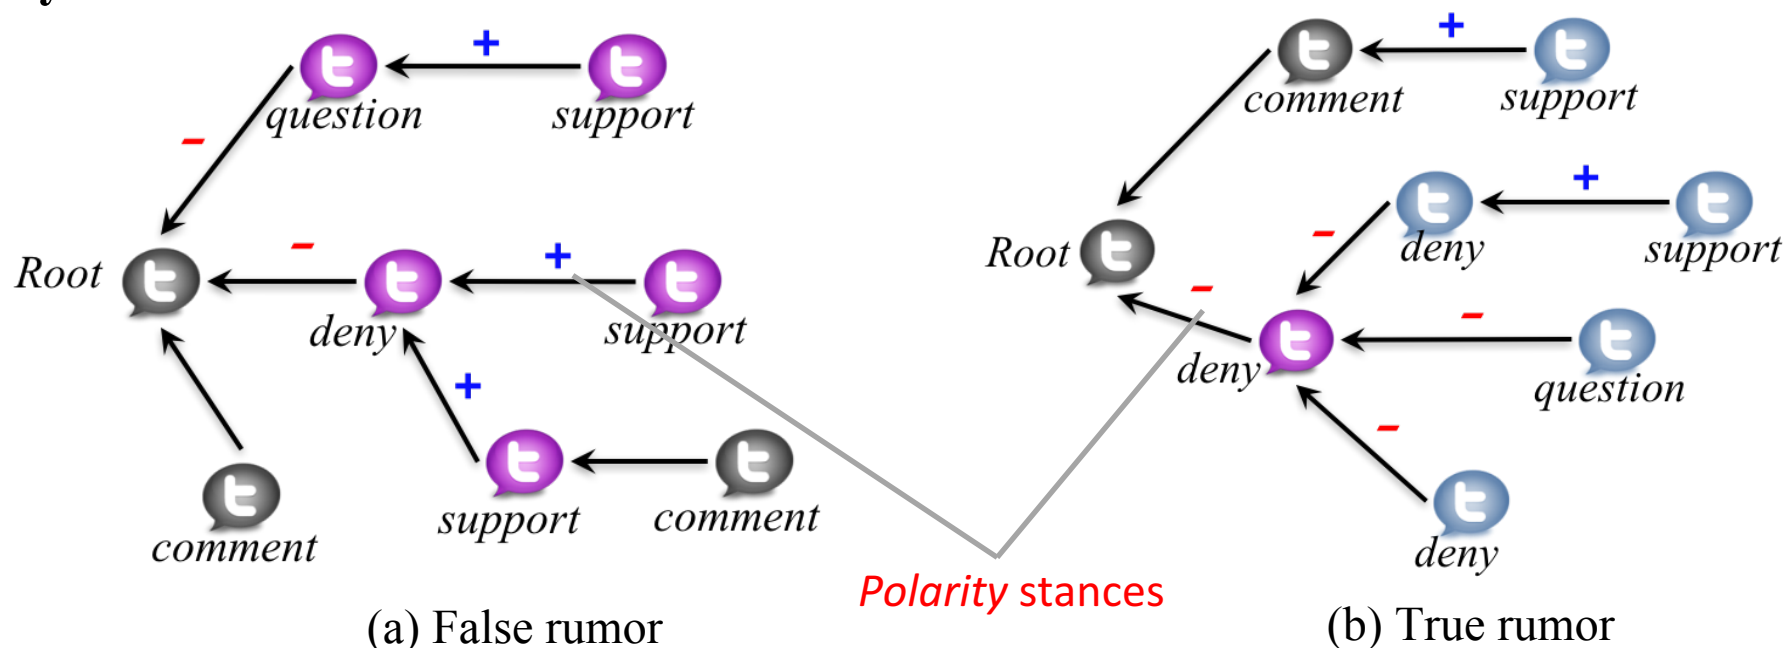 y
question
+
support
-
Root
-
deny
+
support
+
comment
support
comment
(a) False rumor
comment
+
support
Root
-
deny
-
deny
+
support
-
question
-
deny
Polarity stances
(b) True rumor